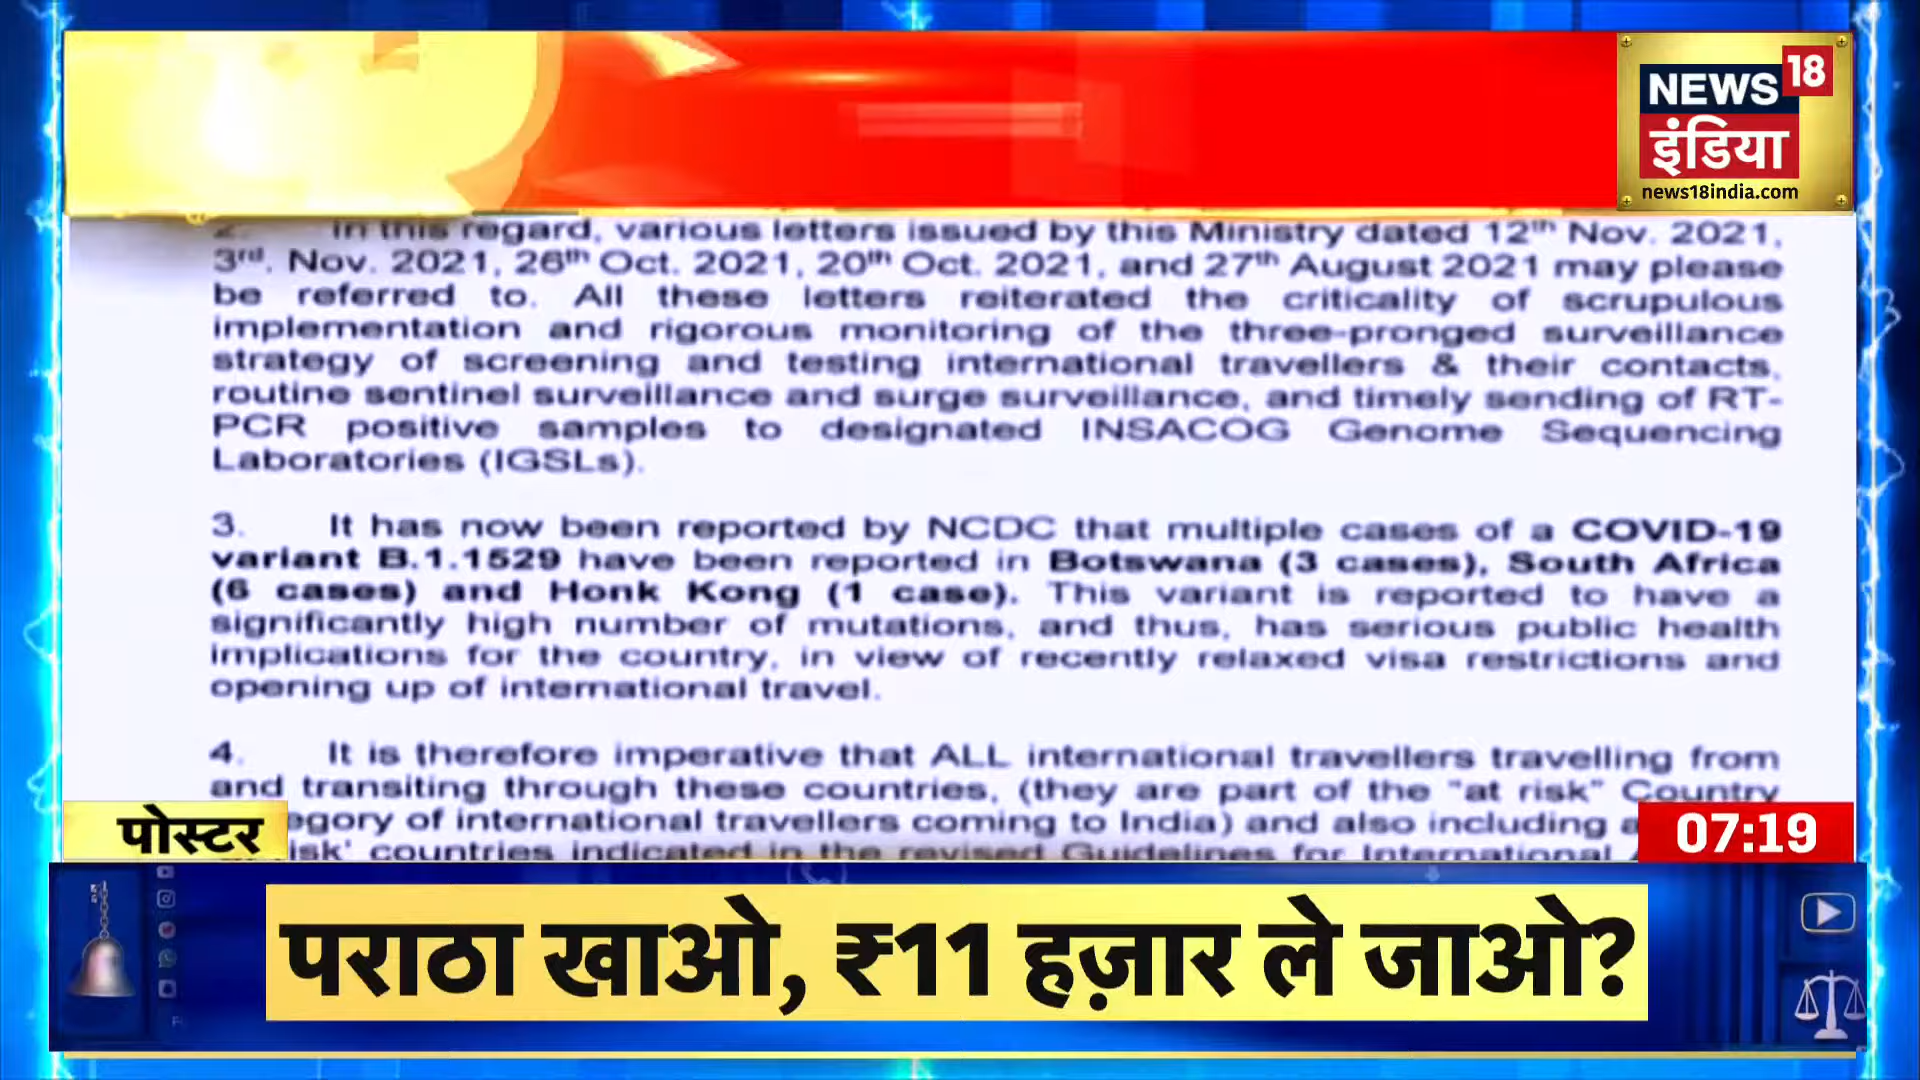 NEWS 18
इंडिया
news18india.com
In this regard, various letters issued by this Ministry dated 12th Nov. 2021,
3rd. Nov. 2021, 26th Oct. 2021, 20th Oct. 2021, and 27th August 2021 may please
be referred to. All these letters reiterated the criticality of scrupulous
implementation and rigorous monitoring of the three-pronged surveillance
strategy of screening and testing international travellers & their contacts,
routine sentinel surveillance and surge surveillance, and timely sending of RT-
PCR positive samples to designated INSACOG Genome Sequencing
Laboratories (IGSLs).
3. It has now been reported by NCDC that multiple cases of a COVID-19
variant B.1.1529 have been reported in Botswana (3 cases), South Africa
(6 cases) and Honk Kong (1 case). This variant is reported to have a
significantly high number of mutations, and thus, has serious public health
implications for the country, in view of recently relaxed visa restrictions and
opening up of international travel.
4. It is therefore imperative that ALL international travellers travelling from
and transiting through these countries, (they are part of the "at risk" Country
egory of international travellers coming to India) and also including a
isk' countries indicated in the revised Guidelines for International
पोस्टर
07:19
पराठा खाओ, ₹11 हज़ार ले जाओ?